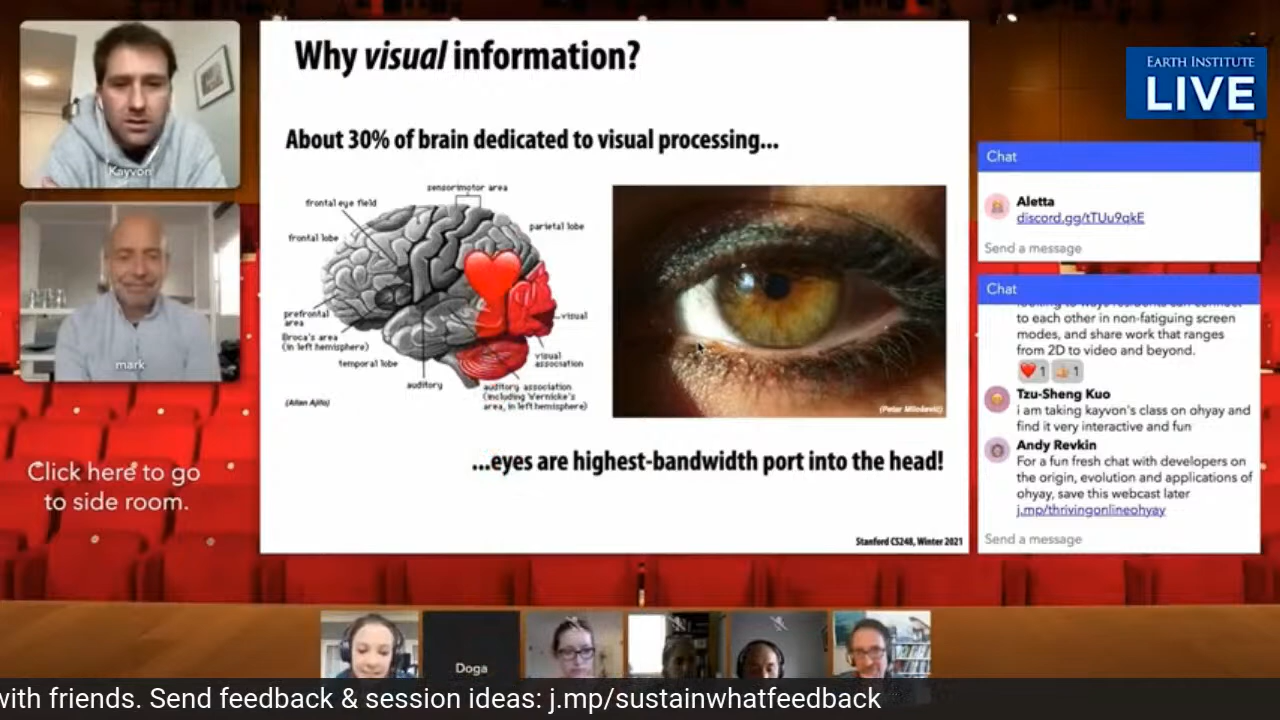 Why visual information?
About 30% of brain dedicated to visual processing...
sensorimotor area
frontal eye field
parietal lobe
frontal lobe
prefrontal
area
visual
Broca's area
(in left hemisphere)
temporal lobe
visual
association
auditory
auditory association
(including Wernicke's
area, in left hemisphere)
(Allan Ajifo)
(Petar Milošević)
...eyes are highest-bandwidth port into the head!
Stanford CS248, Winter 2021
Kayvon
mark
Click here to go
to side room.
EARTH INSTITUTE
LIVE
Chat
Aletta
discord.gg/tTUu9qkE
Send a message
Chat
to each other in non-fatiguing screen
modes, and share work that ranges
from 2D to video and beyond.
1 1
Tzu-Sheng Kuo
i am taking kayvon's class on ohyay and
find it very interactive and fun
Andy Revkin
For a fun fresh chat with developers on
the origin, evolution and applications of
ohyay, save this webcast later
j.mp/thrivingonlineohyay
Send a message
Doga
with friends. Send feedback & session ideas: j.mp/sustainwhatfeedback